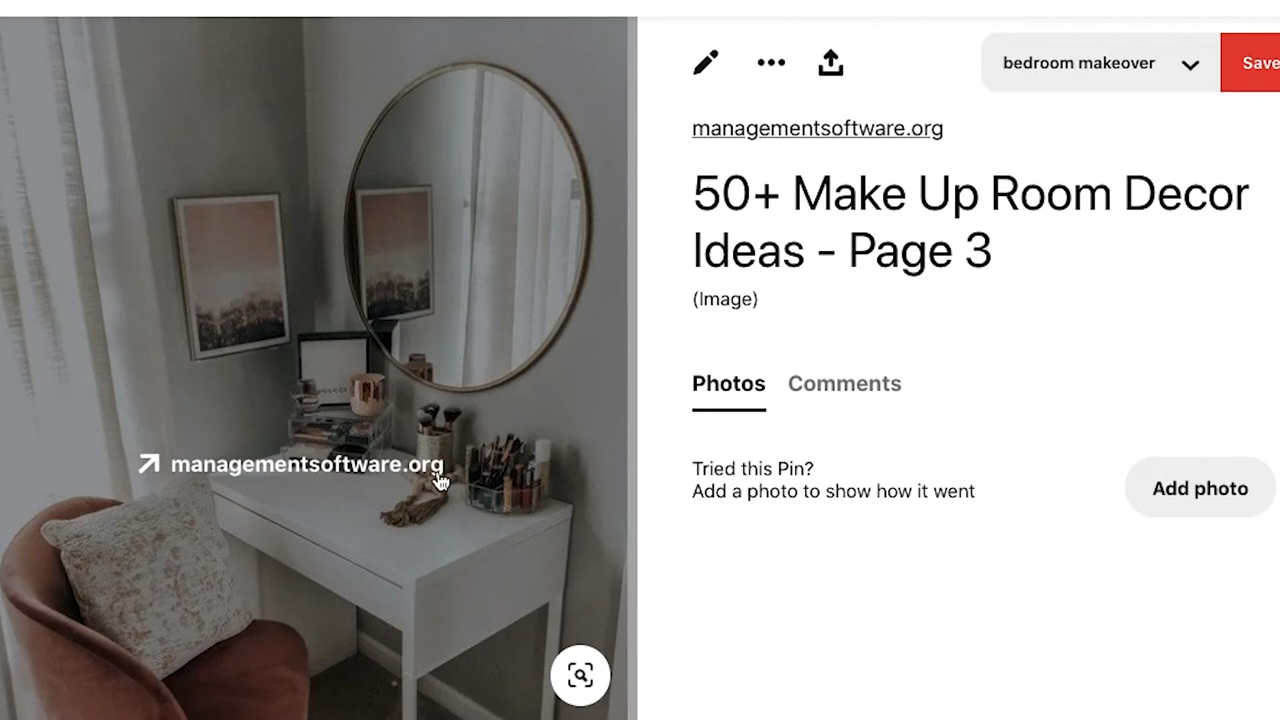 bedroom makeover
Save
managementsoftware.org
50+ Make Up Room Decor
Ideas - Page 3
(Image)
Photos Comments
Tried this Pin?
Add a photo to show how it went
Add photo
GUCCI
managementsoftware.org